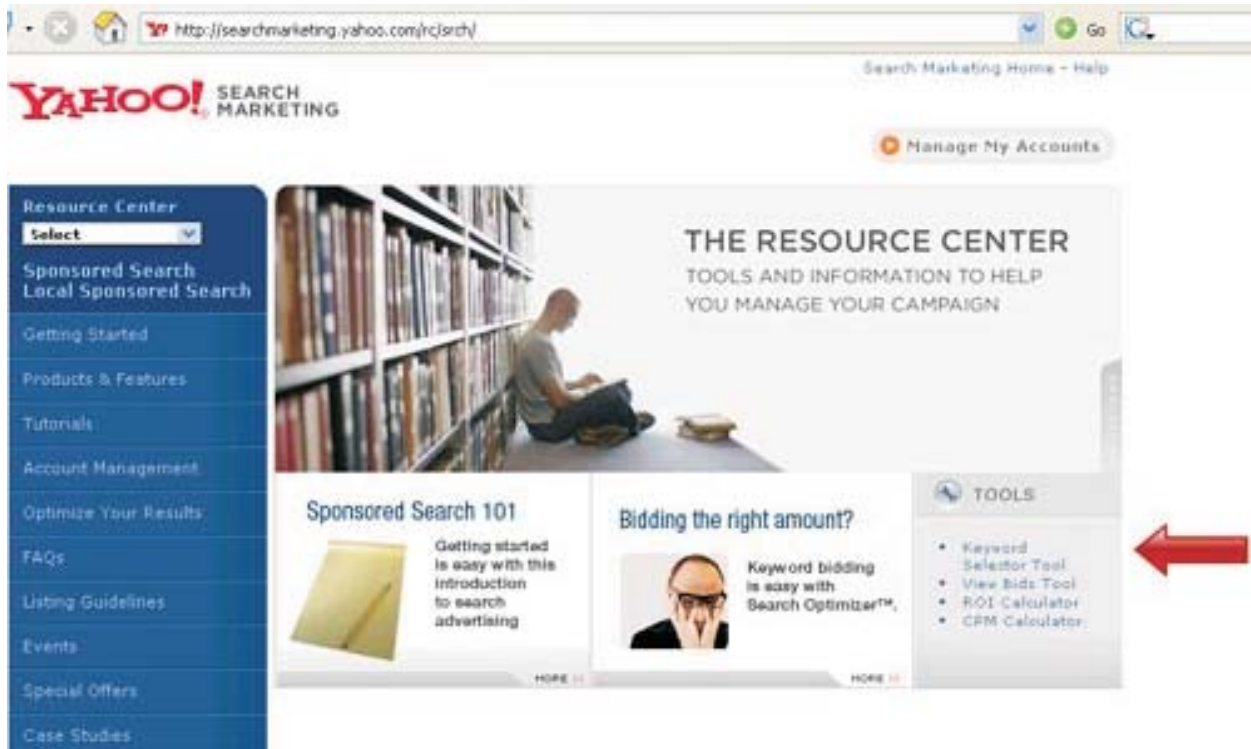 http://searchmarketing.yahoo.com/rc/srch/
Go
Search Marketing Home - Help
YAHOO! SEARCH
MARKETING
Manage My Accounts
Resource Center
Select
Sponsored Search
Local Sponsored Search
Getting Started
Products & Features
Tutorials
Account Management
Optimize Your Results
FAQs
Listing Guidelines
Events
Special Offers
Case Studies
THE RESOURCE CENTER
TOOLS AND INFORMATION TO HELP
YOU MANAGE YOUR CAMPAIGN
Sponsored Search 101
Getting started
is easy with this
introduction
to search
advertising
MORE
Bidding the right amount?
Keyword bidding
is easy with
Search Optimizer™.
MORE
TOOLS
• Keyword
Selector Tool
• View Bids Tool
• ROI Calculator
• CPM Calculator